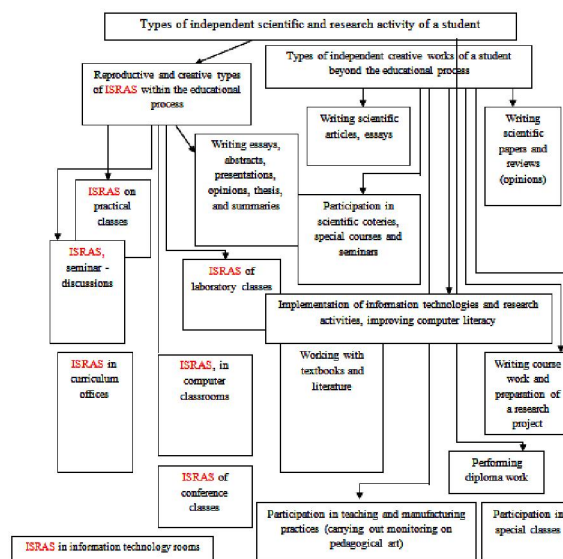 Types of independent scientific and research activity of a student
Reproductive and creative types
of ISRAS within the educational
process
Types of independent creative works of a student
beyond the educational process
Writing essays,
abstracts,
presentations,
opinions, thesis,
and summaries
Writing scientific
articles, essays
Writing
scientific
papers and
reviews
(opinions)
ISRAS on
practical
classes
Participation in
scientific coteries,
special courses and
seminars
ISRAS,
seminar -
discussions
ISRAS of
laboratory classes
Implementation of information technologies and research
activities, improving computer literacy
ISRAS in
curriculum
offices
ISRAS, in
computer
classrooms
Working with
textbooks and
literature
Writing course
work and
preparation of
a research
project
Performing
diploma work
ISRAS of
conference
classes
Participation in teaching and manufacturing
practices (carrying out monitoring on
pedagogical art)
Participation in
special classes
ISRAS in information technology rooms